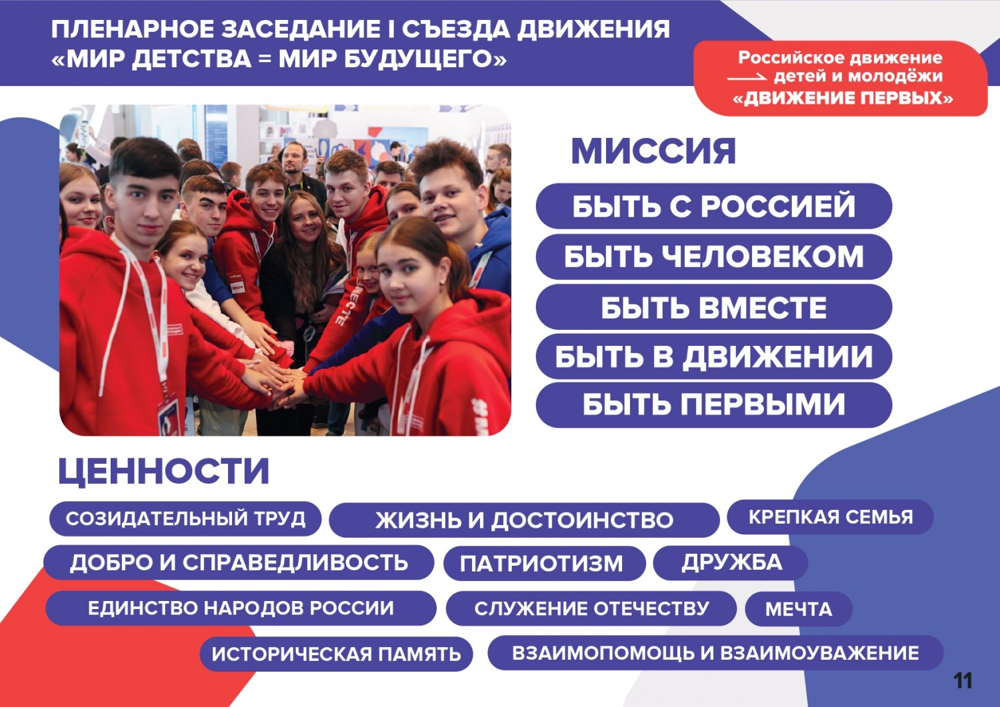 ПЛЕНАРНОЕ ЗАСЕДАНИЕ I СЪЕЗДА ДВИЖЕНИЯ
«МИР ДЕТСТВА = МИР БУДУЩЕГО»
Российское движение
детей и молодёжи
«ДВИЖЕНИЕ ПЕРВЫХ»
МИССИЯ
БЫТЬ С РОССИЕЙ
БЫТЬ ЧЕЛОВЕКОМ
БЫТЬ ВМЕСТЕ
БЫТЬ В ДВИЖЕНИИ
БЫТЬ ПЕРВЫМИ
ЦЕННОСТИ
СОЗИДАТЕЛЬНЫЙ ТРУД
ЖИЗНЬ И ДОСТОИНСТВО
КРЕПКАЯ СЕМЬЯ
ДОБРО И СПРАВЕДЛИВОСТЬ
ПАТРИОТИЗМ
ДРУЖБА
ЕДИНСТВО НАРОДОВ РОССИИ
СЛУЖЕНИЕ ОТЕЧЕСТВУ
МЕЧТА
ИСТОРИЧЕСКАЯ ПАМЯТЬ
ВЗАИМОПОМОЩЬ И ВЗАИМОУВАЖЕНИЕ
11